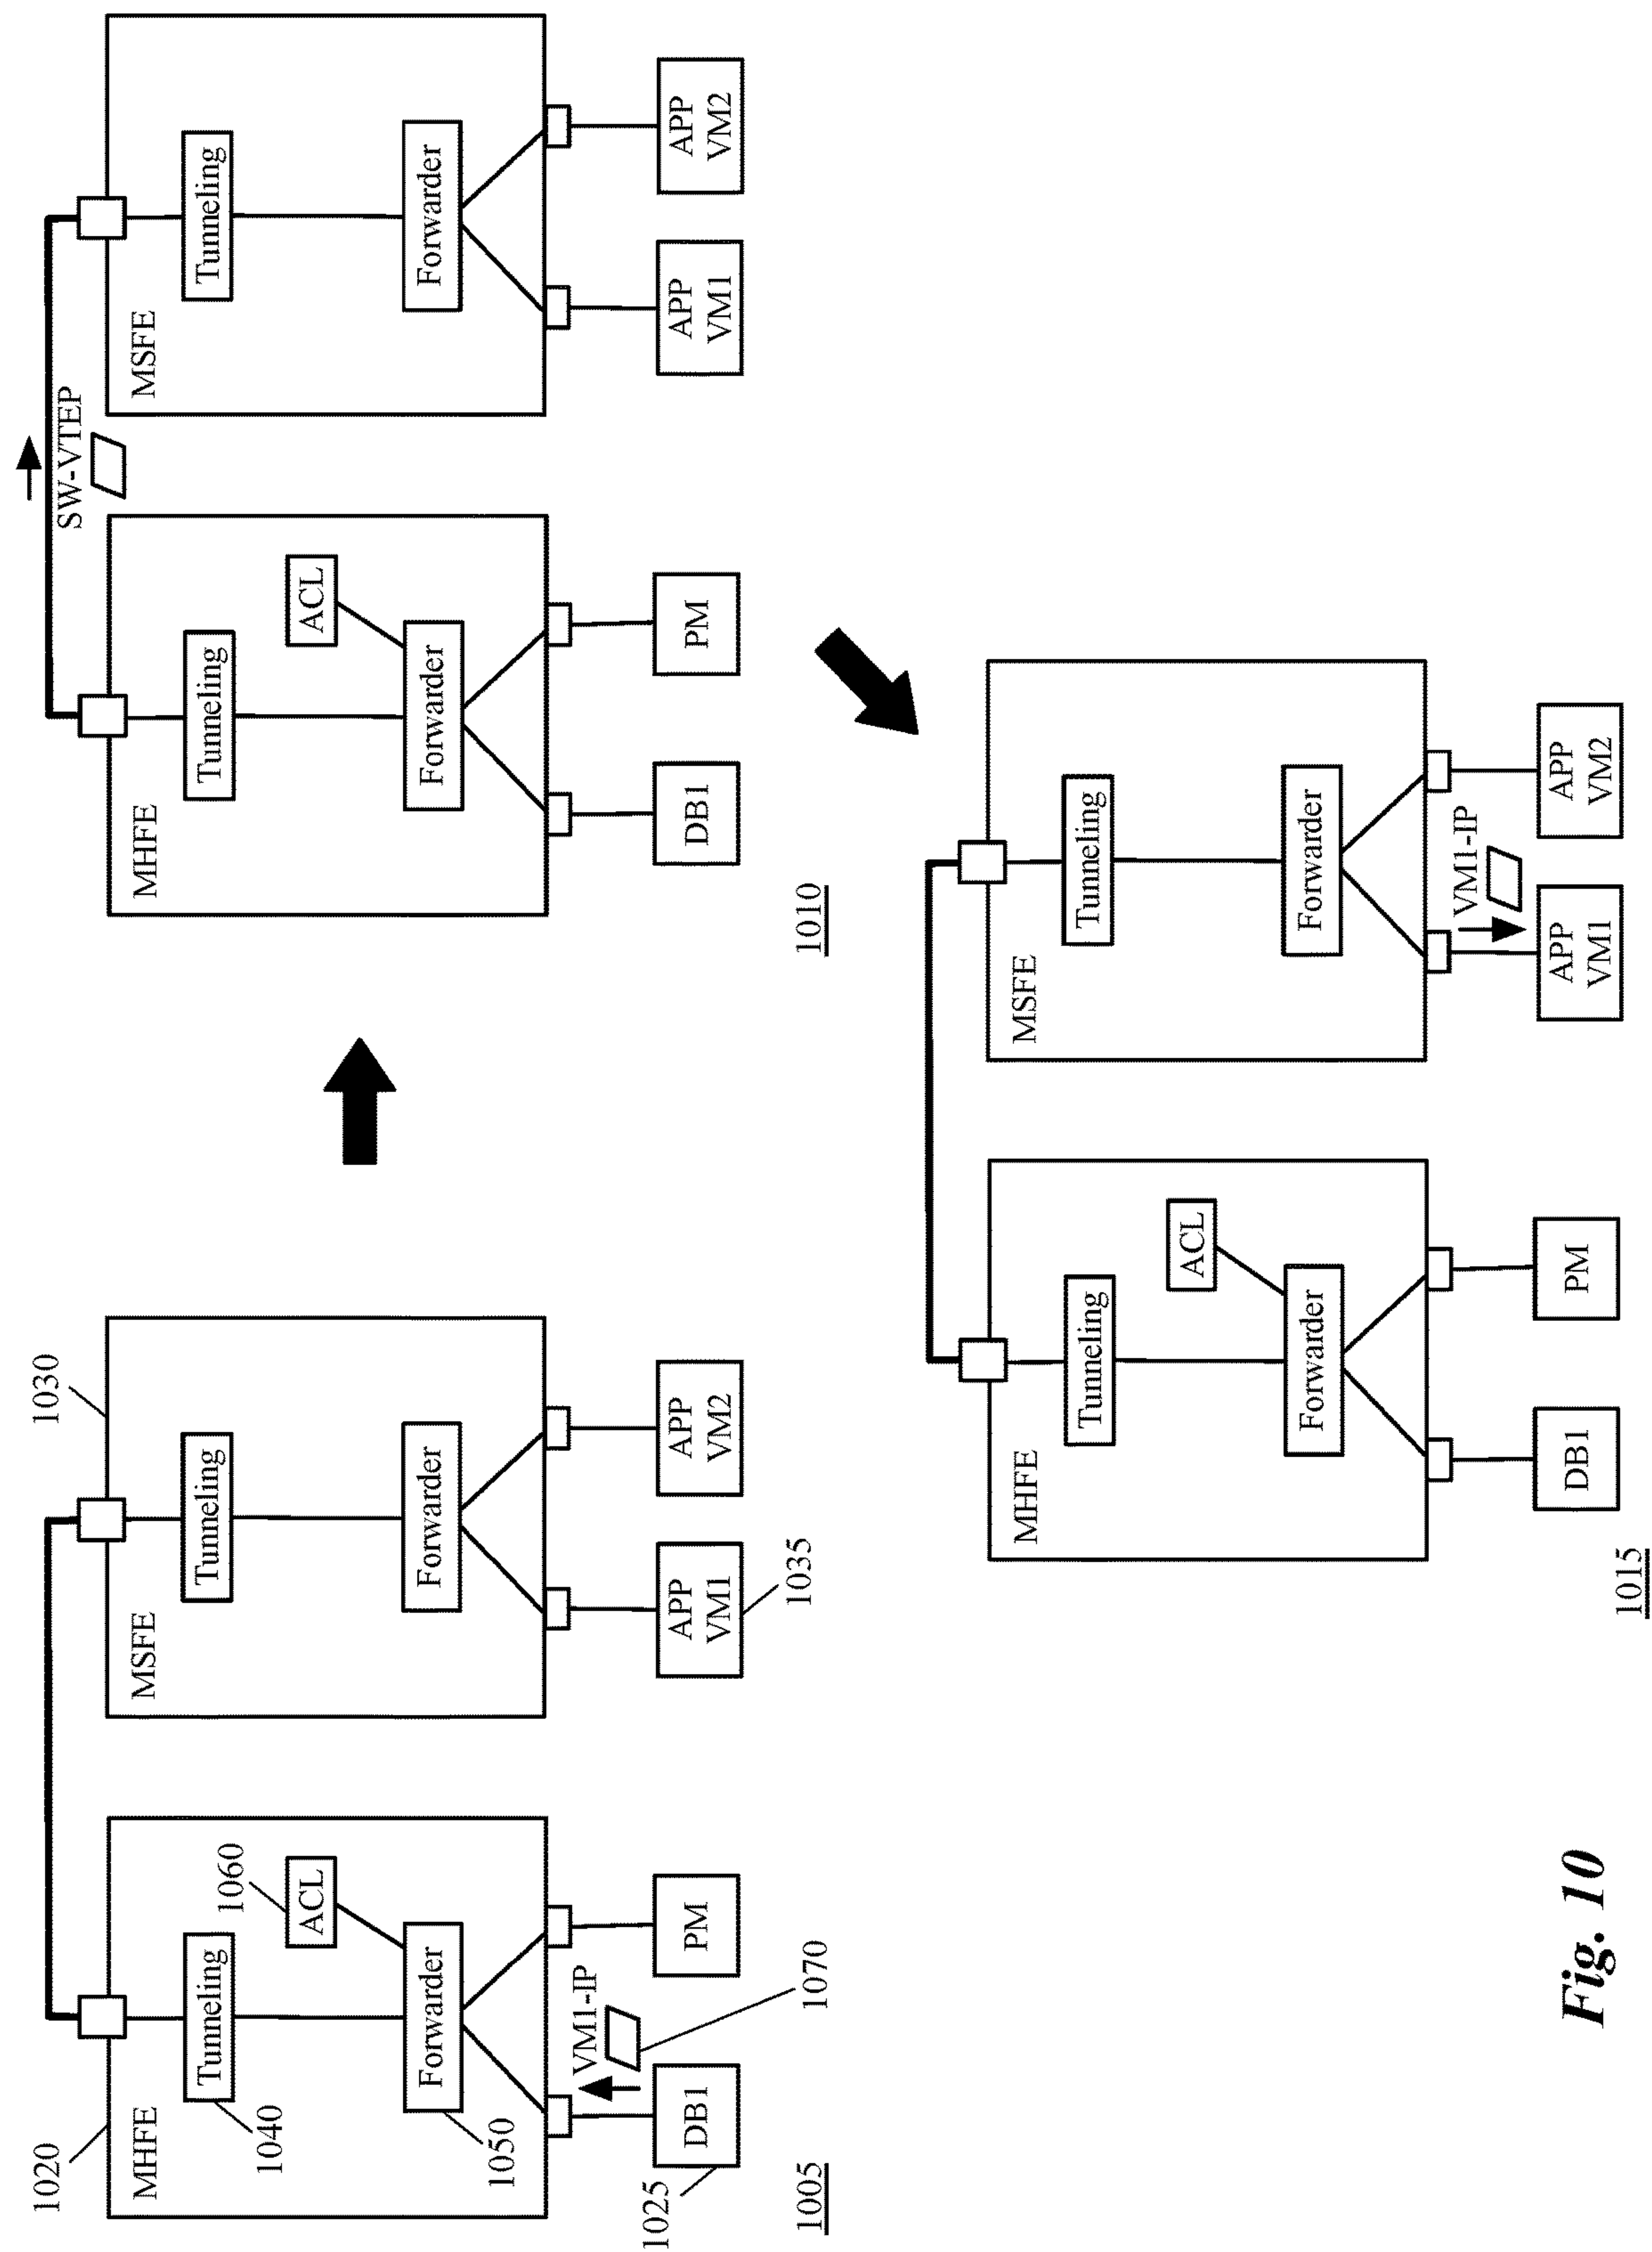 1020
MHFE
Tunneling
1040
1060
ACL
Forwarder
1050
VM1-IP
1070
DB1
1025
PM
1030
MSFE
Tunneling
Forwarder
APP
VM1
1035
APP
VM2
1005
SW-VTEP
MHFE
Tunneling
ACL
Forwarder
DB1
PM
MSFE
Tunneling
Forwarder
APP
VM1
APP
VM2
1010
MHFE
Tunneling
ACL
Forwarder
DB1
PM
MSFE
Tunneling
Forwarder
VM1-IP
APP
VM1
APP
VM2
1015
Fig. 10